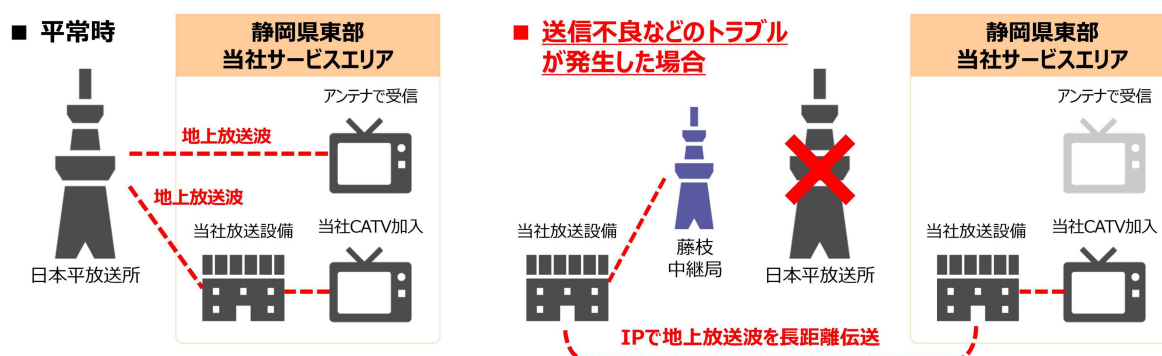 ■ 平常時
静岡県東部
当社サービスエリア
アンテナで受信
地上放送波
地上放送波
当社放送設備
当社CATV加入
日本平放送所
■ 送信不良などのトラブル
が発生した場合
静岡県東部
当社サービスエリア
アンテナで受信
当社放送設備
藤枝
中継局
日本平放送所
当社放送設備
当社CATV加入
IPで地上放送波を長距離伝送